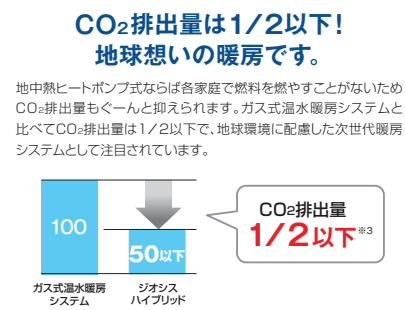 CO₂排出量は1/2以下!
地球想いの暖房です。
地中熱ヒートポンプ式ならば各家庭で燃料を燃やすことがないため
CO₂排出量もぐーんと抑えられます。ガス式温水暖房システムと
比べてCO₂排出量は1/2以下で、地球環境に配慮した次世代暖房
システムとして注目されています。
100
50以下
CO₂排出量
1/2以下※3
ガス式温水暖房
システム
ジオシス
ハイブリッド